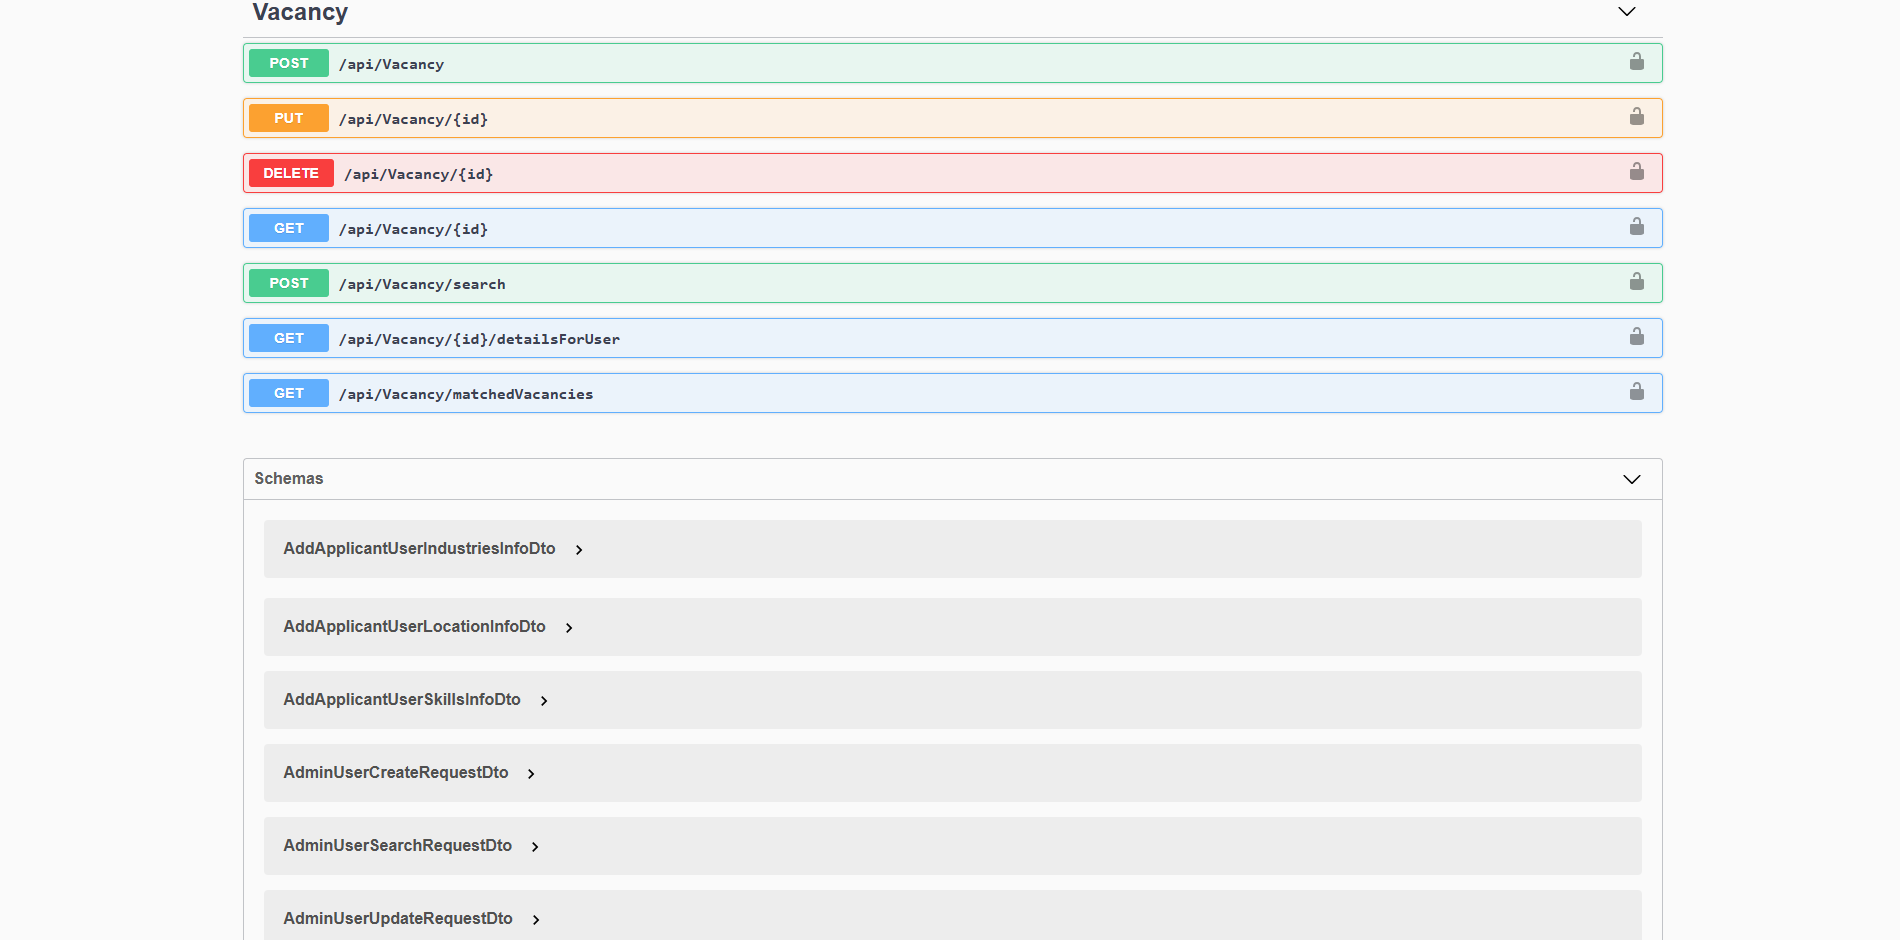 Vacancy
POST /api/Vacancy
PUT /api/Vacancy/{id}
DELETE /api/Vacancy/{id}
GET /api/Vacancy/{id}
POST /api/Vacancy/search
GET /api/Vacancy/{id}/detailsForUser
GET /api/Vacancy/matchedVacancies
Schemas
AddApplicantUserIndustriesInfoDto
AddApplicantUserLocationInfoDto
AddApplicantUserSkillsInfoDto
AdminUserCreateRequestDto
AdminUserSearchRequestDto
AdminUserUpdateRequestDto